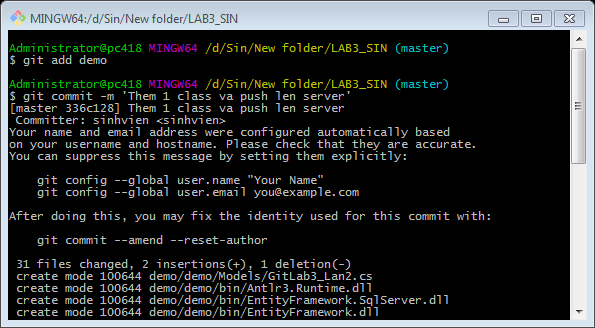 MINGW64:/d/Sin/New folder/LAB3_SIN
Administrator@pc418 MINGW64 /d/Sin/New folder/LAB3_SIN (master)
$ git add demo
Administrator@pc418 MINGW64 /d/Sin/New folder/LAB3_SIN (master)
$ git commit -m 'Them 1 class va push len server'
[master 336c128] Them 1 class va push len server
Committer: sinhvien <sinhvien>
Your name and email address were configured automatically based
on your username and hostname. Please check that they are accurate.
You can suppress this message by setting them explicitly:
git config --global user.name "Your Name"
git config --global user.email you@example.com
After doing this, you may fix the identity used for this commit with:
git commit --amend --reset-author
31 files changed, 2 insertions(+), 1 deletion(-)
create mode 100644 demo/demo/Models/GitLab3_Lan2.cs
create mode 100644 demo/demo/bin/Antlr3.Runtime.dll
create mode 100644 demo/demo/bin/EntityFramework.SqlServer.dll
create mode 100644 demo/demo/bin/EntityFramework.dll